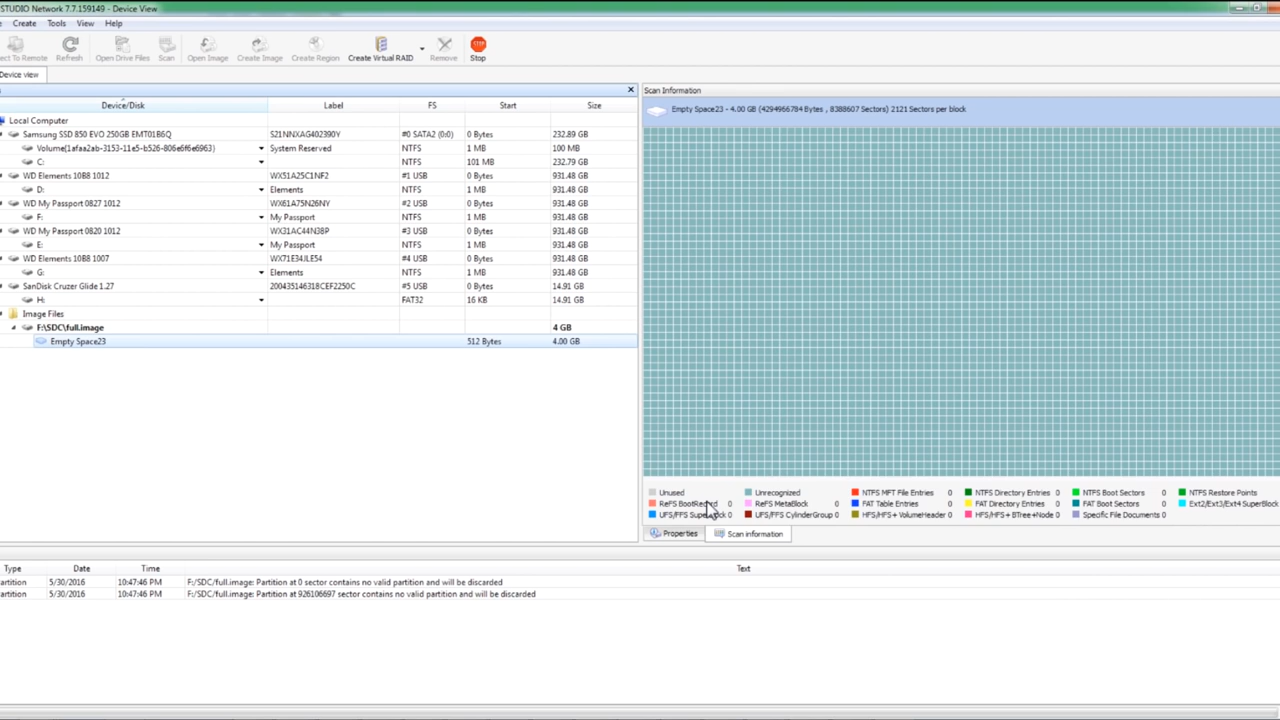 STUDIO Network 7.7.159149 - Device View
Create Tools View Help
ect To Remote Refresh Open Drive Files Scan Open Image Create Image Create Region Create Virtual RAID Remove Stop
STOP
Device view
Device/Disk Label FS Start Size
Local Computer
Samsung SSD 850 EVO 250GB EMT01B6Q S21NNXAG402390Y #0 SATA2 (0:0) 0 Bytes 232.89 GB
Volume{1afaa2ab-3153-11e5-b526-806e6f6e6963} System Reserved NTFS 1 MB 100 MB
C: NTFS 101 MB 232.79 GB
WD Elements 10B8 1012 WX51A25C1NF2 #1 USB 0 Bytes 931.48 GB
D: Elements NTFS 1 MB 931.48 GB
WD My Passport 0827 1012 WX61A75N26NY #2 USB 0 Bytes 931.48 GB
F: My Passport NTFS 1 MB 931.48 GB
WD My Passport 0820 1012 WX31AC44N38P #3 USB 0 Bytes 931.48 GB
E: My Passport NTFS 1 MB 931.48 GB
WD Elements 10B8 1007 WX71E34JLE54 #4 USB 0 Bytes 931.48 GB
G: Elements NTFS 1 MB 931.48 GB
SanDisk Cruzer Glide 1.27 200435146318CEF2250C #5 USB 0 Bytes 14.91 GB
H: FAT32 16 KB 14.91 GB
Image Files
F:\SDC\full.image 4 GB
Empty Space23 512 Bytes 4.00 GB
Scan Information
Empty Space23 - 4.00 GB (4294966784 Bytes , 8388607 Sectors) 2121 Sectors per block
Unused Unrecognized NTFS MFT File Entries 0 NTFS Directory Entries 0 NTFS Boot Sectors 0 NTFS Restore Points
ReFS BootRecord 0 ReFS MetaBlock 0 FAT Table Entries 0 FAT Directory Entries 0 FAT Boot Sectors 0 Ext2/Ext3/Ext4 SuperBlock
UFS/FFS SuperBlock 0 UFS/FFS CylinderGroup 0 HFS/HFS+ VolumeHeader 0 HFS/HFS+ BTree+Node 0 Specific File Documents 0
Properties Scan information
Type Date Time Text
artition 5/30/2016 10:47:46 PM F:/SDC/full.image: Partition at 0 sector contains no valid partition and will be discarded
artition 5/30/2016 10:47:46 PM F:/SDC/full.image: Partition at 926106697 sector contains no valid partition and will be discarded